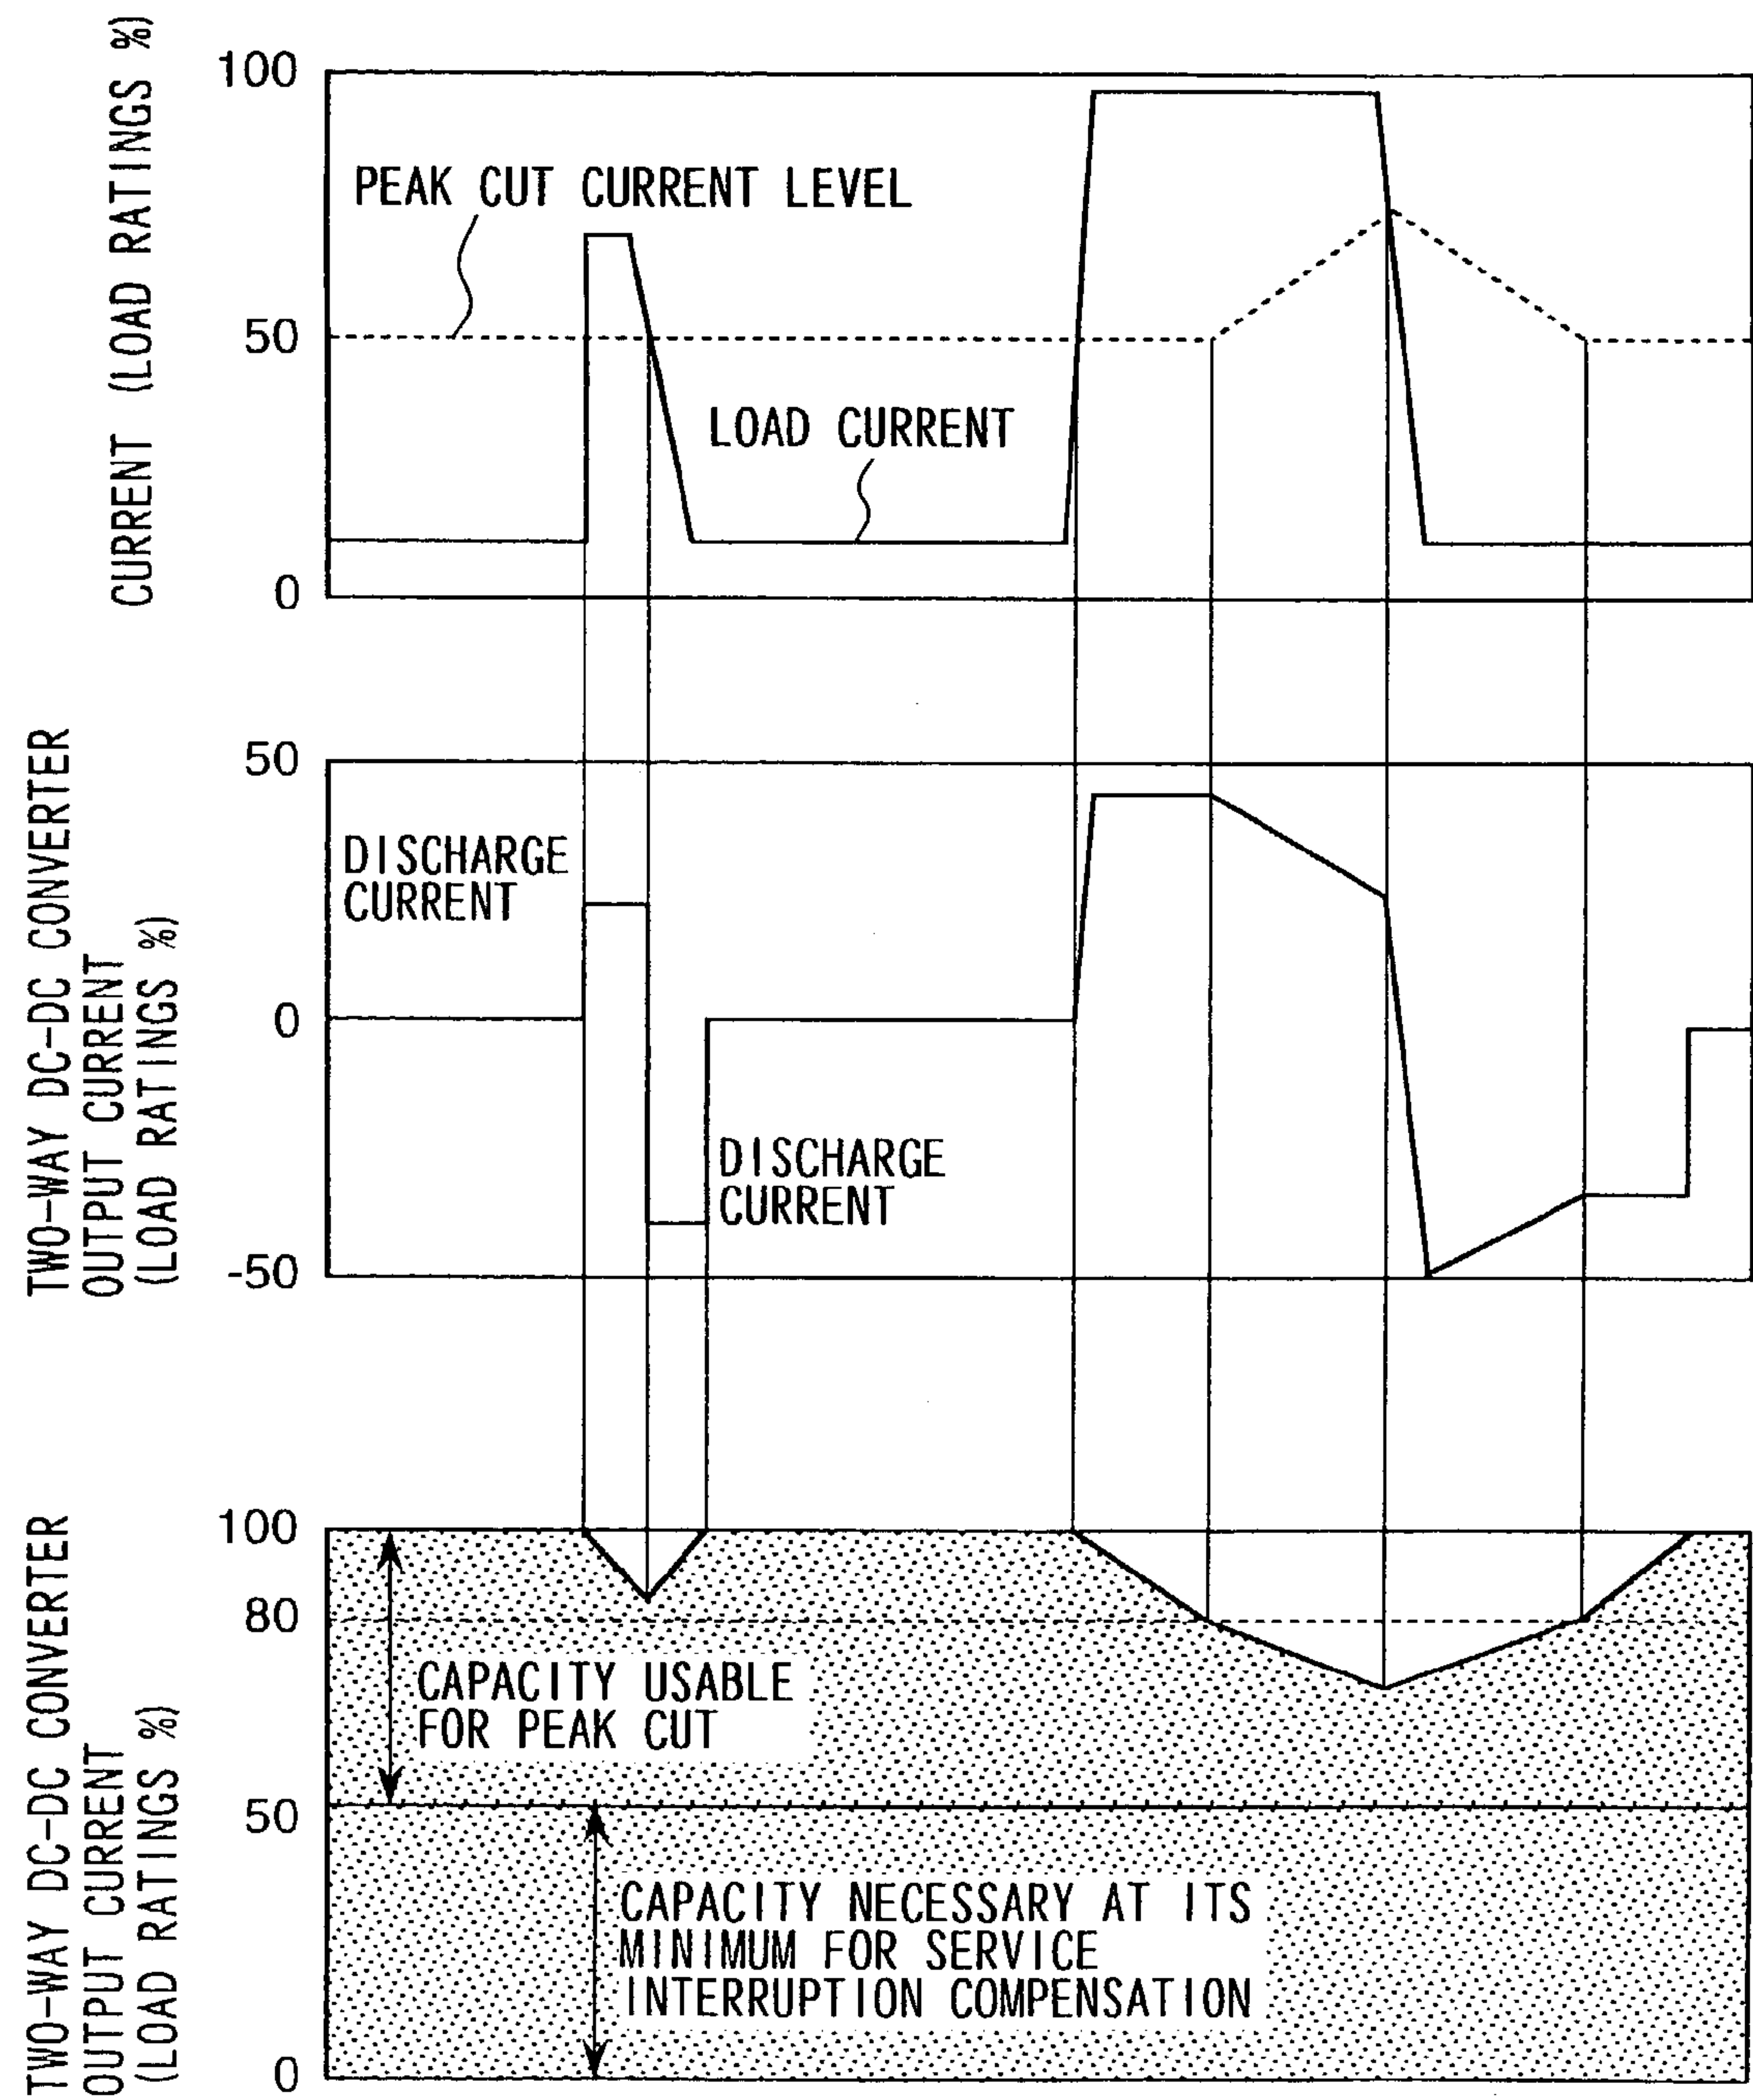 CURRENT (LOAD RATINGS %)
100
50
0
PEAK CUT CURRENT LEVEL
LOAD CURRENT
TWO-WAY DC-DC CONVERTER
OUTPUT CURRENT
(LOAD RATINGS %)
50
0
-50
DISCHARGE
CURRENT
DISCHARGE
CURRENT
TWO-WAY DC-DC CONVERTER
OUTPUT CURRENT
(LOAD RATINGS %)
100
80
50
0
CAPACITY USABLE
FOR PEAK CUT
CAPACITY NECESSARY AT ITS
MINIMUM FOR SERVICE
INTERRUPTION COMPENSATION